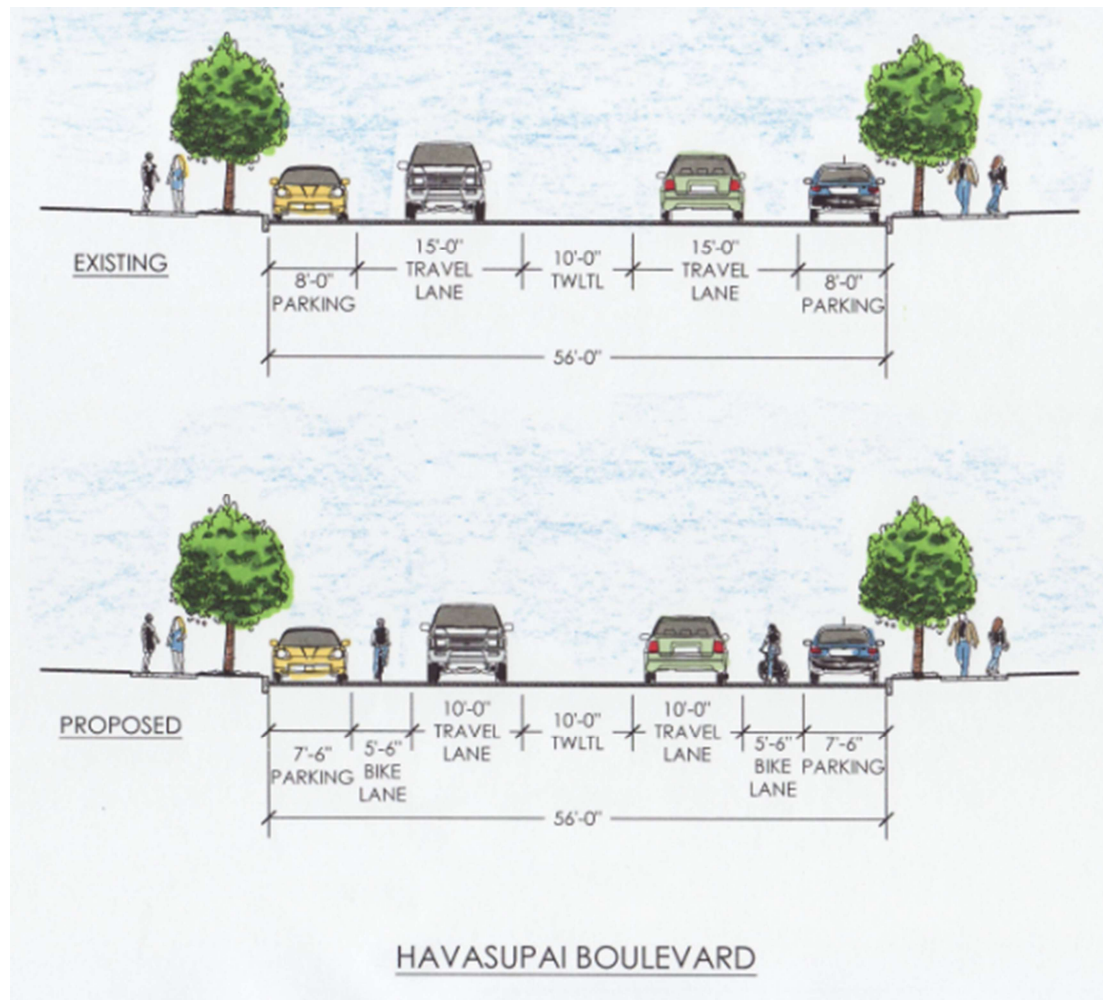 EXISTING
8'-0"
PARKING
15'-0"
TRAVEL
LANE
10'-0"
TWLTL
15'-0"
TRAVEL
LANE
8'-0"
PARKING
56'-0"
PROPOSED
7'-6"
PARKING
5'-6"
BIKE
LANE
10'-0"
TRAVEL
LANE
10'-0"
TWLTL
10'-0"
TRAVEL
LANE
5'-6"
BIKE
LANE
7'-6"
PARKING
56'-0"
HAVASUPAI BOULEVARD